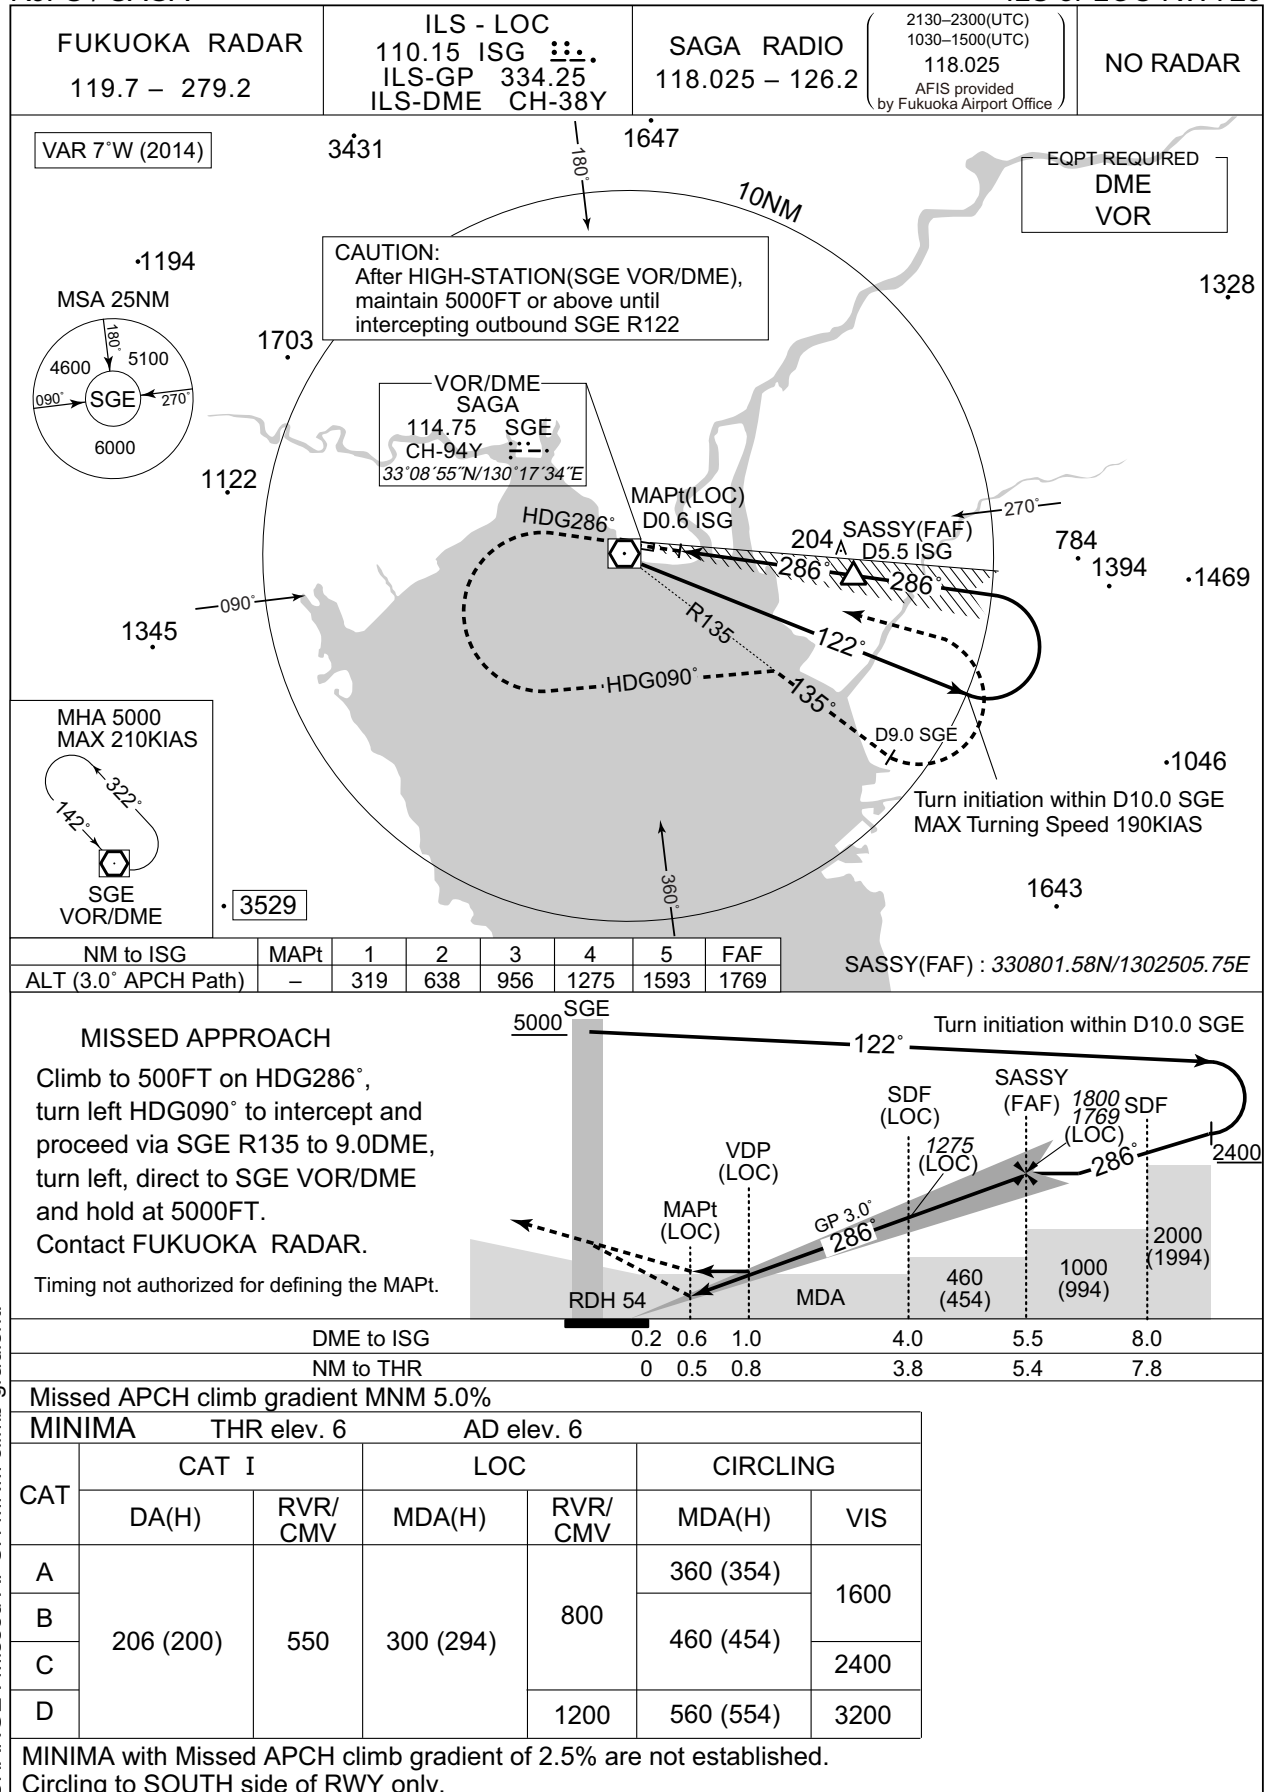 FUKUOKA RADAR
119.7 – 279.2
ILS - LOC
110.15 ISG
ILS-GP 334.25
ILS-DME CH-38Y
SAGA RADIO
118.025 – 126.2
2130–2300(UTC)
1030–1500(UTC)
118.025
AFIS provided
by Fukuoka Airport Office
NO RADAR
VAR 7˚W (2014)
3431
1647
180˚
10NM
EQPT REQUIRED
DME
VOR
CAUTION:
After HIGH-STATION(SGE VOR/DME),
maintain 5000FT or above until
intercepting outbound SGE R122
1194
1328
MSA 25NM
180˚
4600
5100
090˚
SGE
270˚
6000
1703
VOR/DME
SAGA
114.75 SGE
CH-94Y
33˚08´55˝N/130˚17´34˝E
1122
MAPt(LOC)
D0.6 ISG
HDG286˚
204
SASSY(FAF)
D5.5 ISG
270˚
784
1394
1469
286˚
286˚
090˚
1345
R135
122˚
HDG090˚
135˚
D9.0 SGE
1046
Turn initiation within D10.0 SGE
MAX Turning Speed 190KIAS
MHA 5000
MAX 210KIAS
322˚
142˚
SGE
VOR/DME
3529
360˚
1643
NM to ISG MAPt 1 2 3 4 5 FAF
ALT (3.0˚ APCH Path) – 319 638 956 1275 1593 1769
SASSY(FAF) : 330801.58N/1302505.75E
MISSED APPROACH
Climb to 500FT on HDG286˚,
turn left HDG090˚ to intercept and
proceed via SGE R135 to 9.0DME,
turn left, direct to SGE VOR/DME
and hold at 5000FT.
Contact FUKUOKA RADAR.
Timing not authorized for defining the MAPt.
SGE
5000
Turn initiation within D10.0 SGE
122˚
SASSY
(FAF)
1800
1769
(LOC)
SDF
SDF
(LOC)
1275
(LOC)
2400
286˚
VDP
(LOC)
MAPt
(LOC)
GP 3.0˚
286˚
2000
(1994)
1000
(994)
460
(454)
MDA
RDH 54
DME to ISG 0.2 0.6 1.0 4.0 5.5 8.0
NM to THR 0 0.5 0.8 3.8 5.4 7.8
Missed APCH climb gradient MNM 5.0%
MINIMA THR elev. 6 AD elev. 6
CAT CAT I LOC CIRCLING
DA(H) RVR/CMV MDA(H) RVR/CMV MDA(H) VIS
A 360 (354)
B 1600
206 (200) 550 300 (294) 800 460 (454)
C 2400
D 1200 560 (554) 3200
MINIMA with Missed APCH climb gradient of 2.5% are not established.
Circling to SOUTH side of RWY only.